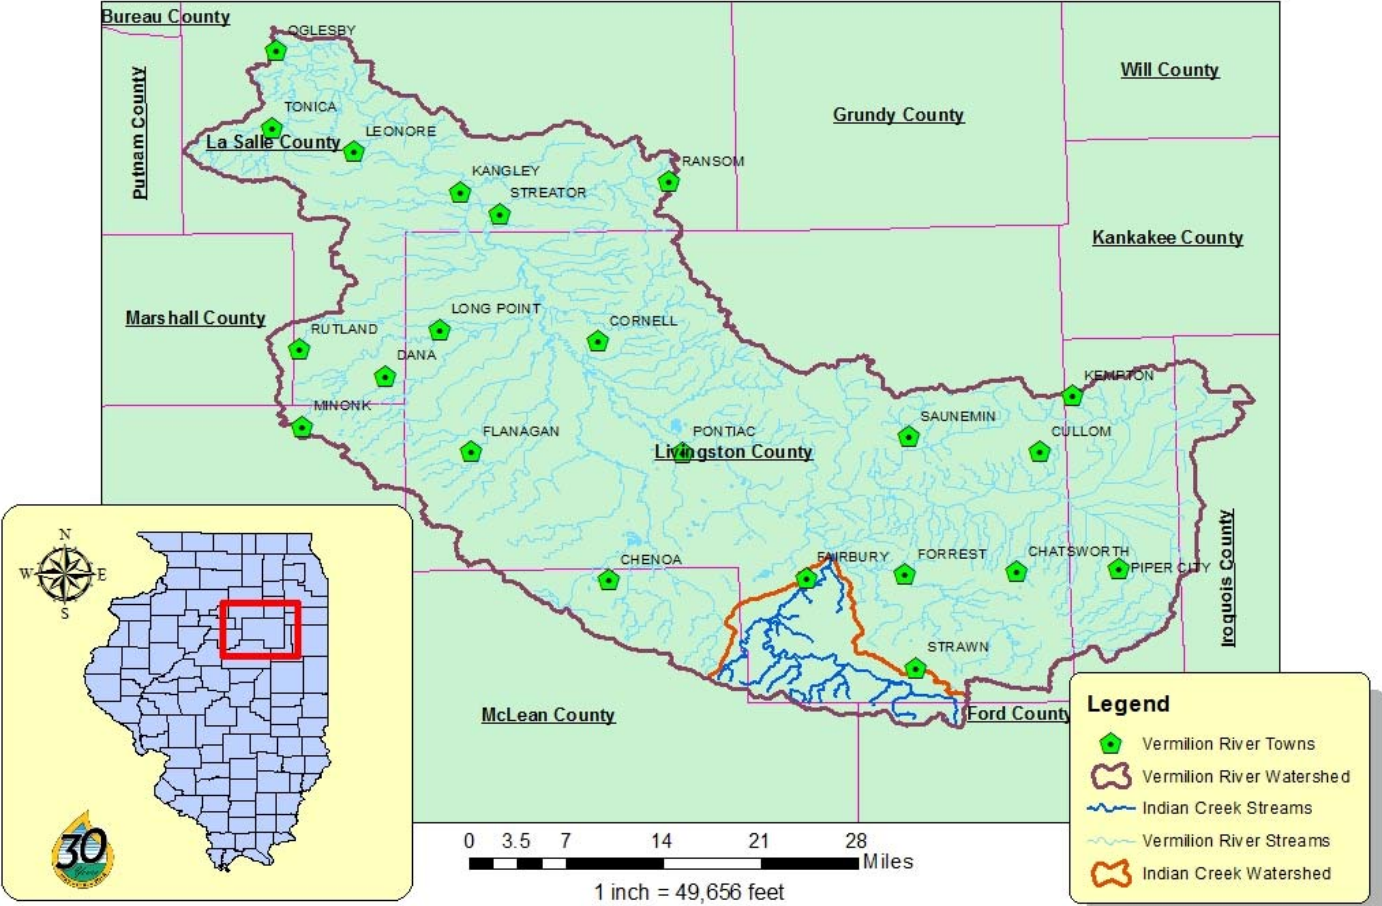 Bureau County
OGLESBY
Will County
Putnam County
TONICA
Grundy County
LEONORE
La Salle County
RANSOM
KANGLEY
STREATOR
Kankakee County
LONG POINT
Marshall County
CORNELL
RUTLAND
DANA
KEMPTON
MINONK
SAUNEMIN
FLANAGAN
PONTIAC
CULLOM
Livingston County
N
W
E
S
CHENOA
FAIRBURY
FORREST
CHATSWORTH
PIPER CITY
Iroquois County
STRAWN
McLean County
Ford County
Legend
Vermilion River Towns
Vermilion River Watershed
Indian Creek Streams
Vermilion River Streams
Indian Creek Watershed
30
Years
0 3.5 7 14 21 28
Miles
1 inch = 49,656 feet